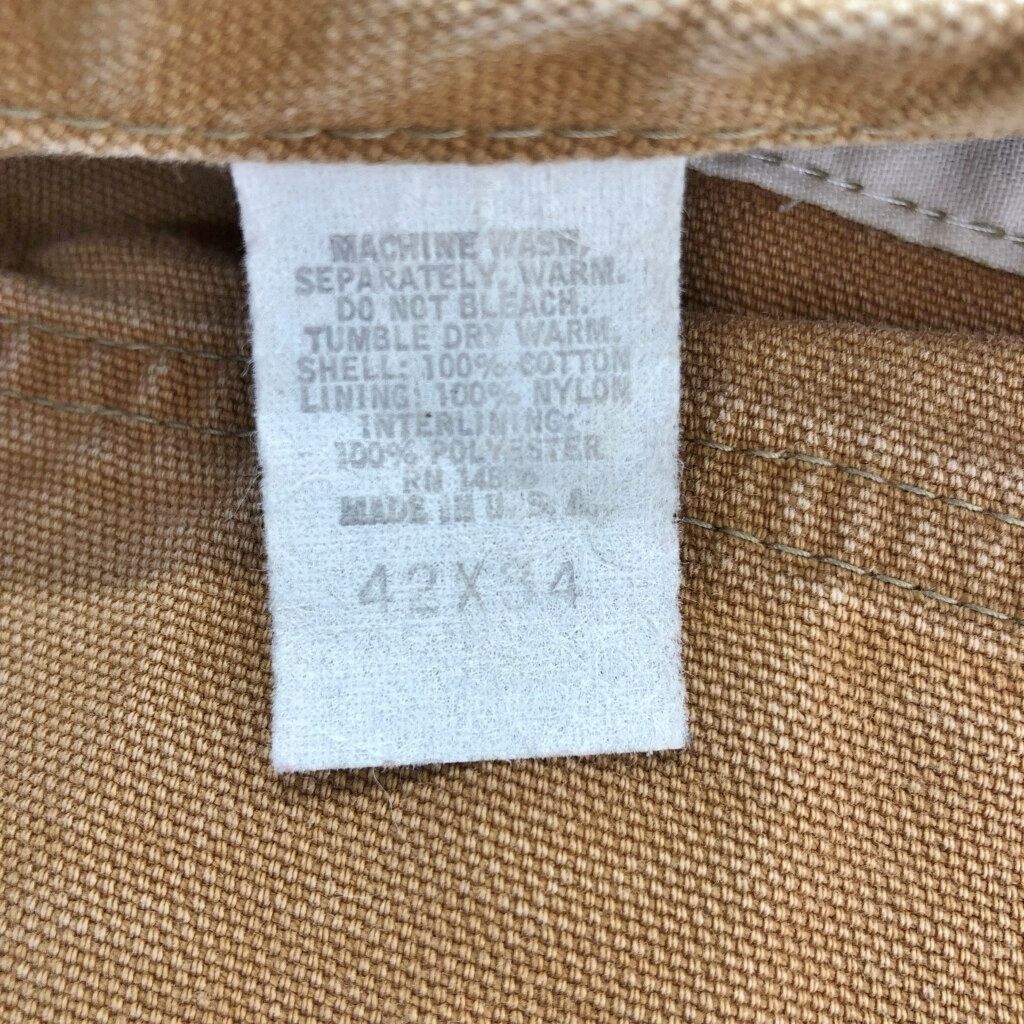 MACHINE WASH.
SEPARATELY, WARM.
DO NOT BLEACH.
TUMBLE DRY WARM.
SHELL: 100% COTTON
LINING: 100% NYLON
INTERLINING:
100% POLYESTER
RN
MADE IN U.S.A.
42X34